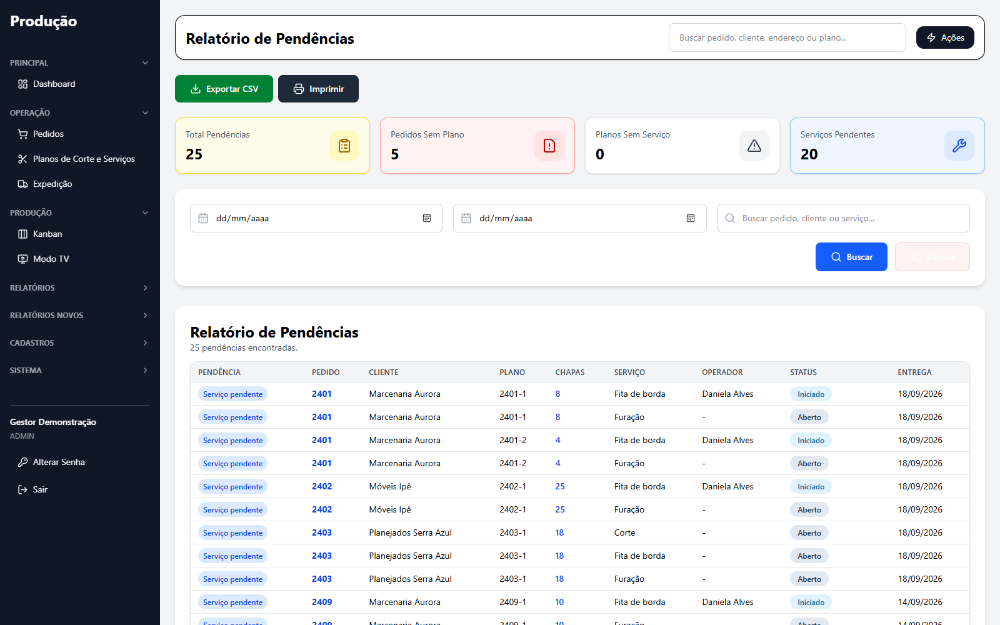 Produção
PRINCIPAL
Dashboard
OPERAÇÃO
Pedidos
Planos de Corte e Serviços
Expedição
PRODUÇÃO
Kanban
Modo TV
RELATÓRIOS
RELATÓRIOS NOVOS
CADASTROS
SISTEMA
Gestor Demonstração
ADMIN
Alterar Senha
Sair
Relatório de Pendências
Buscar pedido, cliente, endereço ou plano...
Ações
Exportar CSV
Imprimir
Total Pendências
25
Pedidos Sem Plano
5
Planos Sem Serviço
0
Serviços Pendentes
20
dd/mm/aaaa
dd/mm/aaaa
Buscar pedido, cliente ou serviço...
Buscar
Limpar
Relatório de Pendências
25 pendências encontradas.
PENDÊNCIA PEDIDO CLIENTE PLANO CHAPAS SERVIÇO OPERADOR STATUS ENTREGA
Serviço pendente 2401 Marcenaria Aurora 2401-1 8 Fita de borda Daniela Alves Iniciado 18/09/2026
Serviço pendente 2401 Marcenaria Aurora 2401-1 8 Furação - Aberto 18/09/2026
Serviço pendente 2401 Marcenaria Aurora 2401-2 4 Fita de borda Daniela Alves Iniciado 18/09/2026
Serviço pendente 2401 Marcenaria Aurora 2401-2 4 Furação - Aberto 18/09/2026
Serviço pendente 2402 Móveis Ipê 2402-1 25 Fita de borda Daniela Alves Iniciado 18/09/2026
Serviço pendente 2402 Móveis Ipê 2402-1 25 Furação - Aberto 18/09/2026
Serviço pendente 2403 Planejados Serra Azul 2403-1 18 Corte - Aberto 18/09/2026
Serviço pendente 2403 Planejados Serra Azul 2403-1 18 Fita de borda - Aberto 18/09/2026
Serviço pendente 2403 Planejados Serra Azul 2403-1 18 Furação - Aberto 18/09/2026
Serviço pendente 2409 Marcenaria Aurora 2409-1 10 Fita de borda Daniela Alves Iniciado 14/09/2026
Serviço pendente 2409 Marcenaria Aurora 2409-1 10 Furação - Aberto 14/09/2026